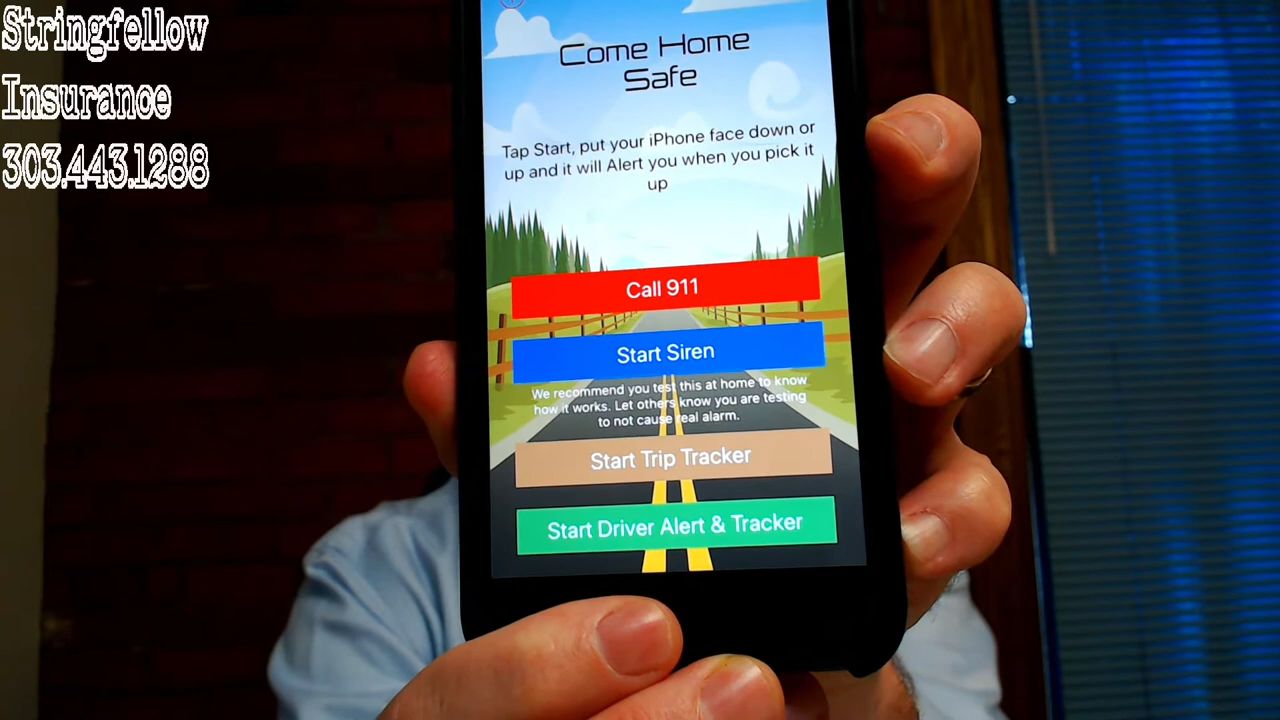 Stringfellow
Insurance
303.443.1288
Come Home
Safe
Tap Start, put your iPhone face down or
up and it will Alert you when you pick it
up
Call 911
Start Siren
We recommend you test this at home to know
how it works. Let others know you are testing
to not cause real alarm.
Start Trip Tracker
Start Driver Alert & Tracker